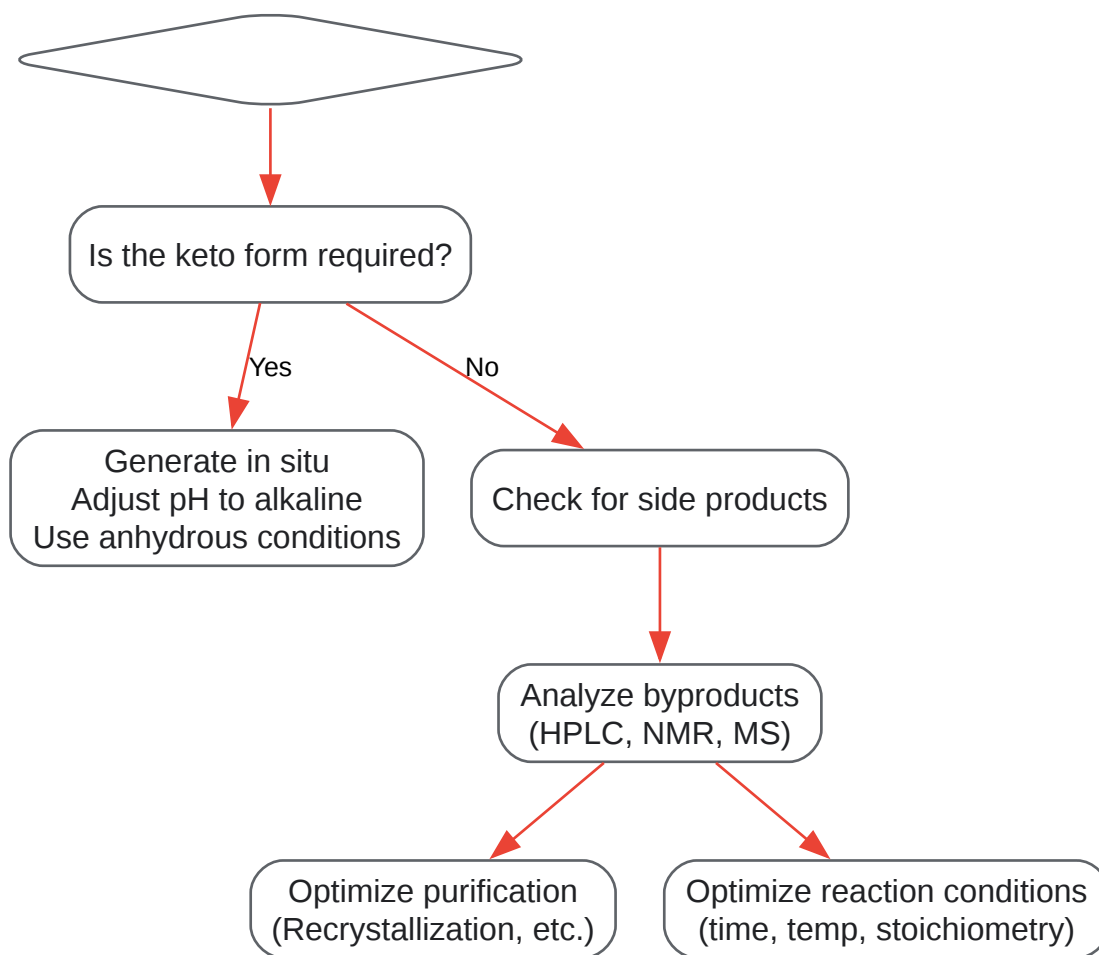 Is the keto form required?
Yes
No
Generate in situ
Adjust pH to alkaline
Use anhydrous conditions
Check for side products
Analyze byproducts
(HPLC, NMR, MS)
Optimize purification
(Recrystallization, etc.)
Optimize reaction conditions
(time, temp, stoichiometry)